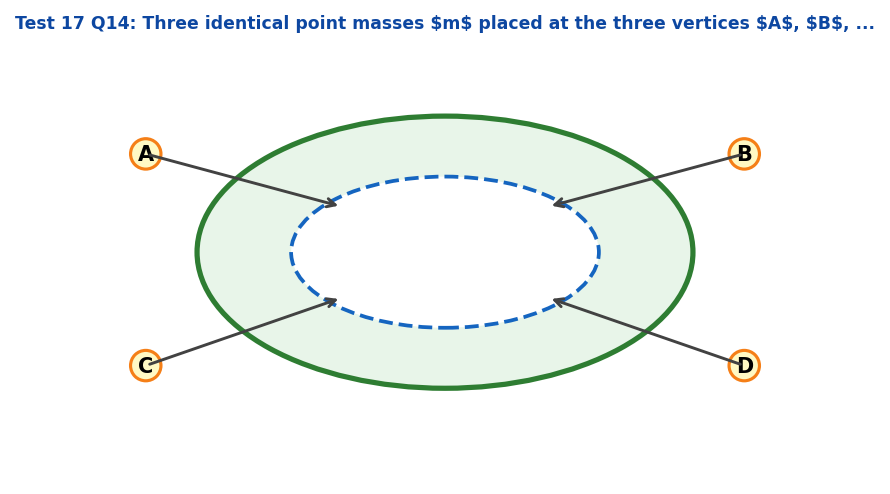 Test 17 Q14: Three identical point masses $m$ placed at the three vertices $A$, $B$, ...
A
B
C
D